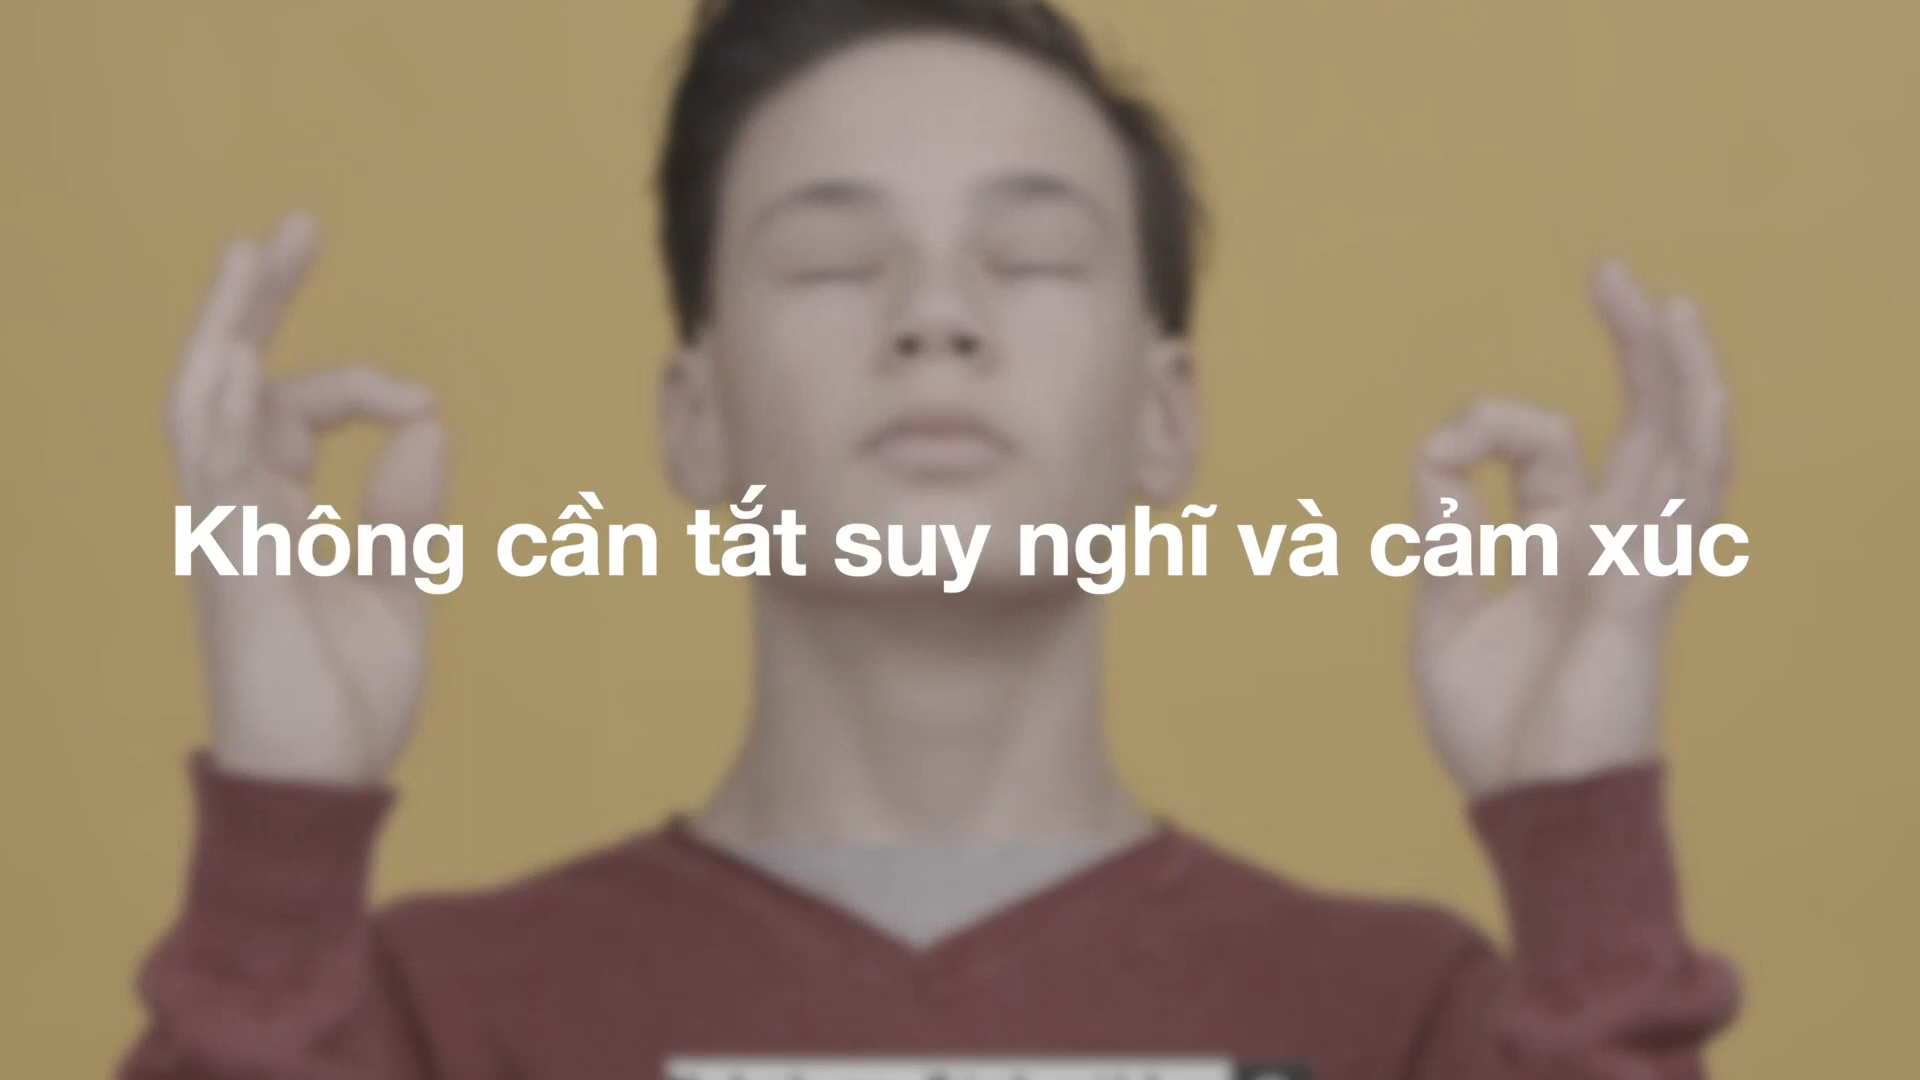 Không cần tắt suy nghĩ và cảm xúc